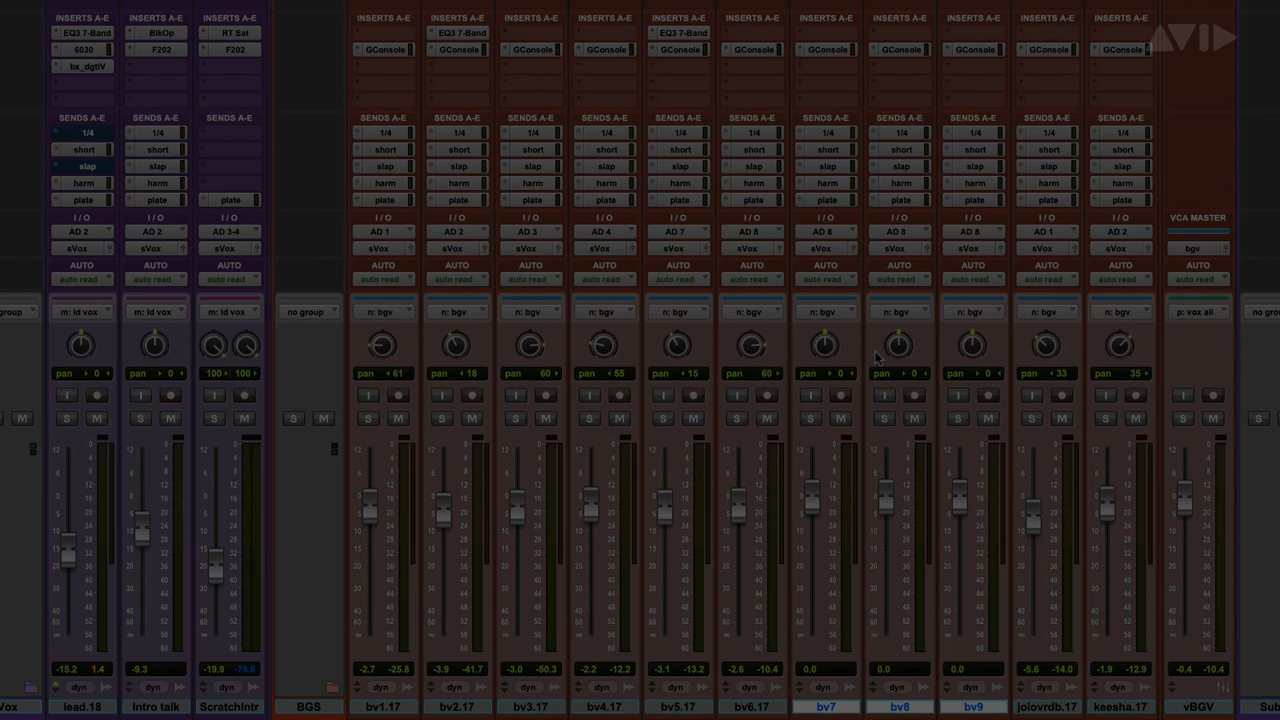 INSERTS A-E INSERTS A-E INSERTS A-E INSERTS A-E INSERTS A-E INSERTS A-E INSERTS A-E INSERTS A-E INSERTS A-E INSERTS A-E INSERTS A-E INSERTS A-E INSERTS A-E INSERTS A-E
EQ3 7-Band BlkOp RT Sat EQ3 7-Band EQ3 7-Band AVID
6030 F202 F202 GConsole GConsole GConsole GConsole GConsole GConsole GConsole GConsole GConsole GConsole GConsole
bx_dgtlV
SENDS A-E SENDS A-E SENDS A-E SENDS A-E SENDS A-E SENDS A-E SENDS A-E SENDS A-E SENDS A-E SENDS A-E SENDS A-E SENDS A-E SENDS A-E SENDS A-E
1/4 1/4 1/4 1/4 1/4 1/4 1/4 1/4 1/4 1/4 1/4 1/4 1/4
short short short short short short short short short short short short short
slap slap slap slap slap slap slap slap slap slap slap slap slap
harm harm harm harm harm harm harm harm harm harm harm harm harm
plate plate plate plate plate plate plate plate plate plate plate plate plate plate
I / O I / O I / O I / O I / O I / O I / O I / O I / O I / O I / O I / O I / O I / O VCA MASTER
AD 2 AD 2 AD 3-4 AD 1 AD 2 AD 3 AD 4 AD 7 AD 8 AD 8 AD 8 AD 8 AD 1 AD 2
sVox sVox sVox sVox sVox sVox sVox sVox sVox sVox sVox sVox sVox sVox bgv
AUTO AUTO AUTO AUTO AUTO AUTO AUTO AUTO AUTO AUTO AUTO AUTO AUTO AUTO AUTO
auto read auto read auto read auto read auto read auto read auto read auto read auto read auto read auto read auto read auto read auto read auto read
group m: ld vox m: ld vox m: ld vox no group n: bgv n: bgv n: bgv n: bgv n: bgv n: bgv n: bgv n: bgv n: bgv n: bgv n: bgv p: vox all no gro
pan 0 pan 0 100 100 pan 61 pan 18 pan 60 pan 55 pan 15 pan 60 pan 0 pan 0 pan 0 pan 33 pan 35
I I I I I I I I I I I I I I I
M S M S M S M S M S M S M S M S M S M S M S M S M S M S M S M S M S
-15.2 1.4 -9.3 -19.9 -75.6 -2.7 -25.8 -3.9 -41.7 -3.0 -50.3 -2.2 -12.2 -3.1 -13.2 -2.6 -10.4 0.0 0.0 0.0 -5.6 -14.0 -1.9 -12.9 -0.4 -10.4
dyn dyn dyn dyn dyn dyn dyn dyn dyn dyn dyn dyn dyn dyn
Vox lead.18 Intro talk ScratchIntr BGS bv1.17 bv2.17 bv3.17 bv4.17 bv5.17 bv6.17 bv7 bv8 bv9 joiovrdb.17 keesha.17 vBGV Sub